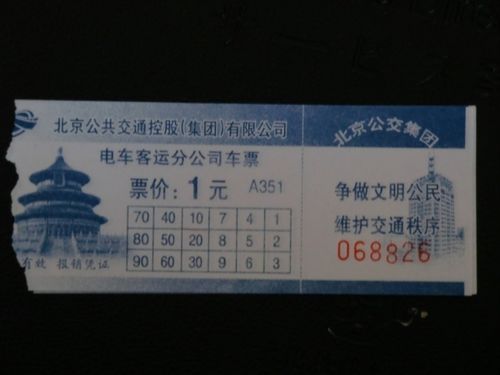 北京公共交通控股(集团)有限公司
电车客运分公司车票
票价: 1 元 A351
70 40 10 7 4 1
80 50 20 8 5 2
90 60 30 9 6 3
有效 报销凭证
北京公交集团
争做文明公民
维护交通秩序
068826